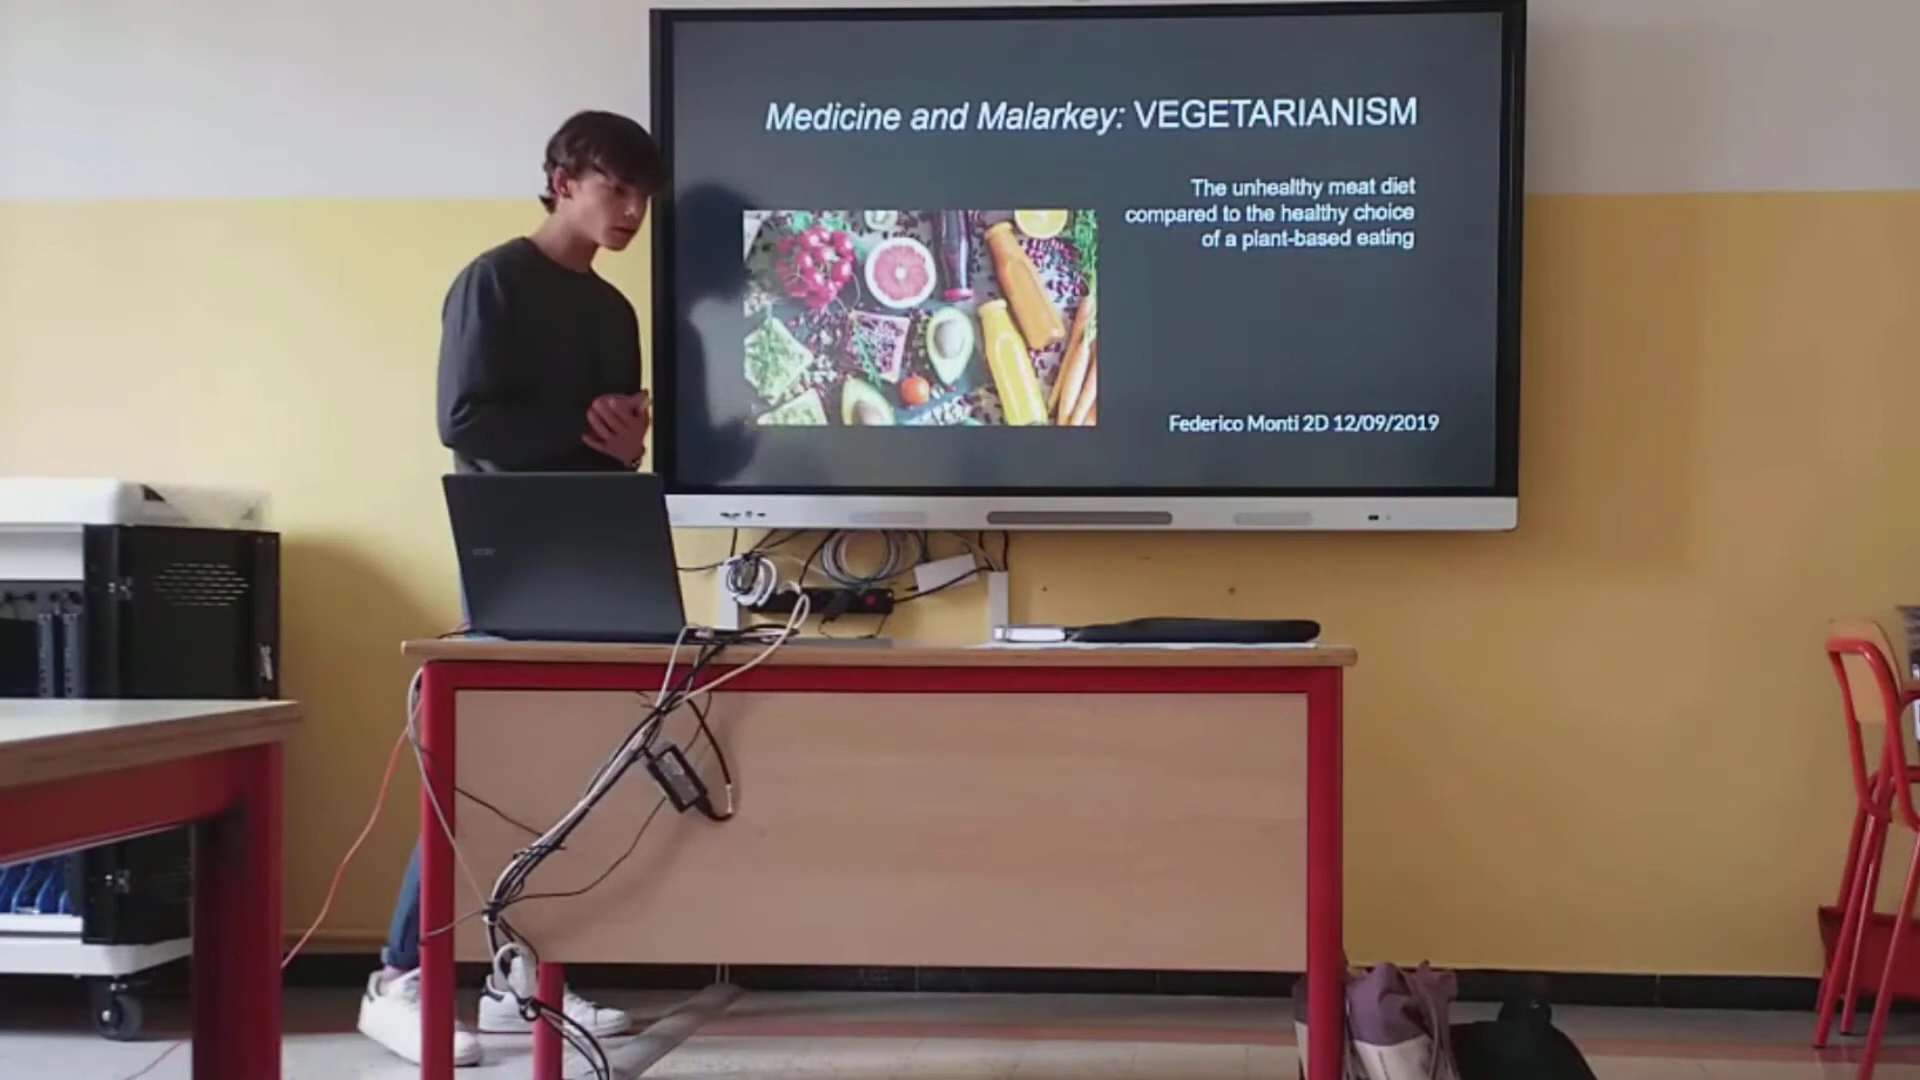 Medicine and Malarkey: VEGETARIANISM
The unhealthy meat diet
compared to the healthy choice
of a plant-based eating
Federico Monti 2D 12/09/2019
acer